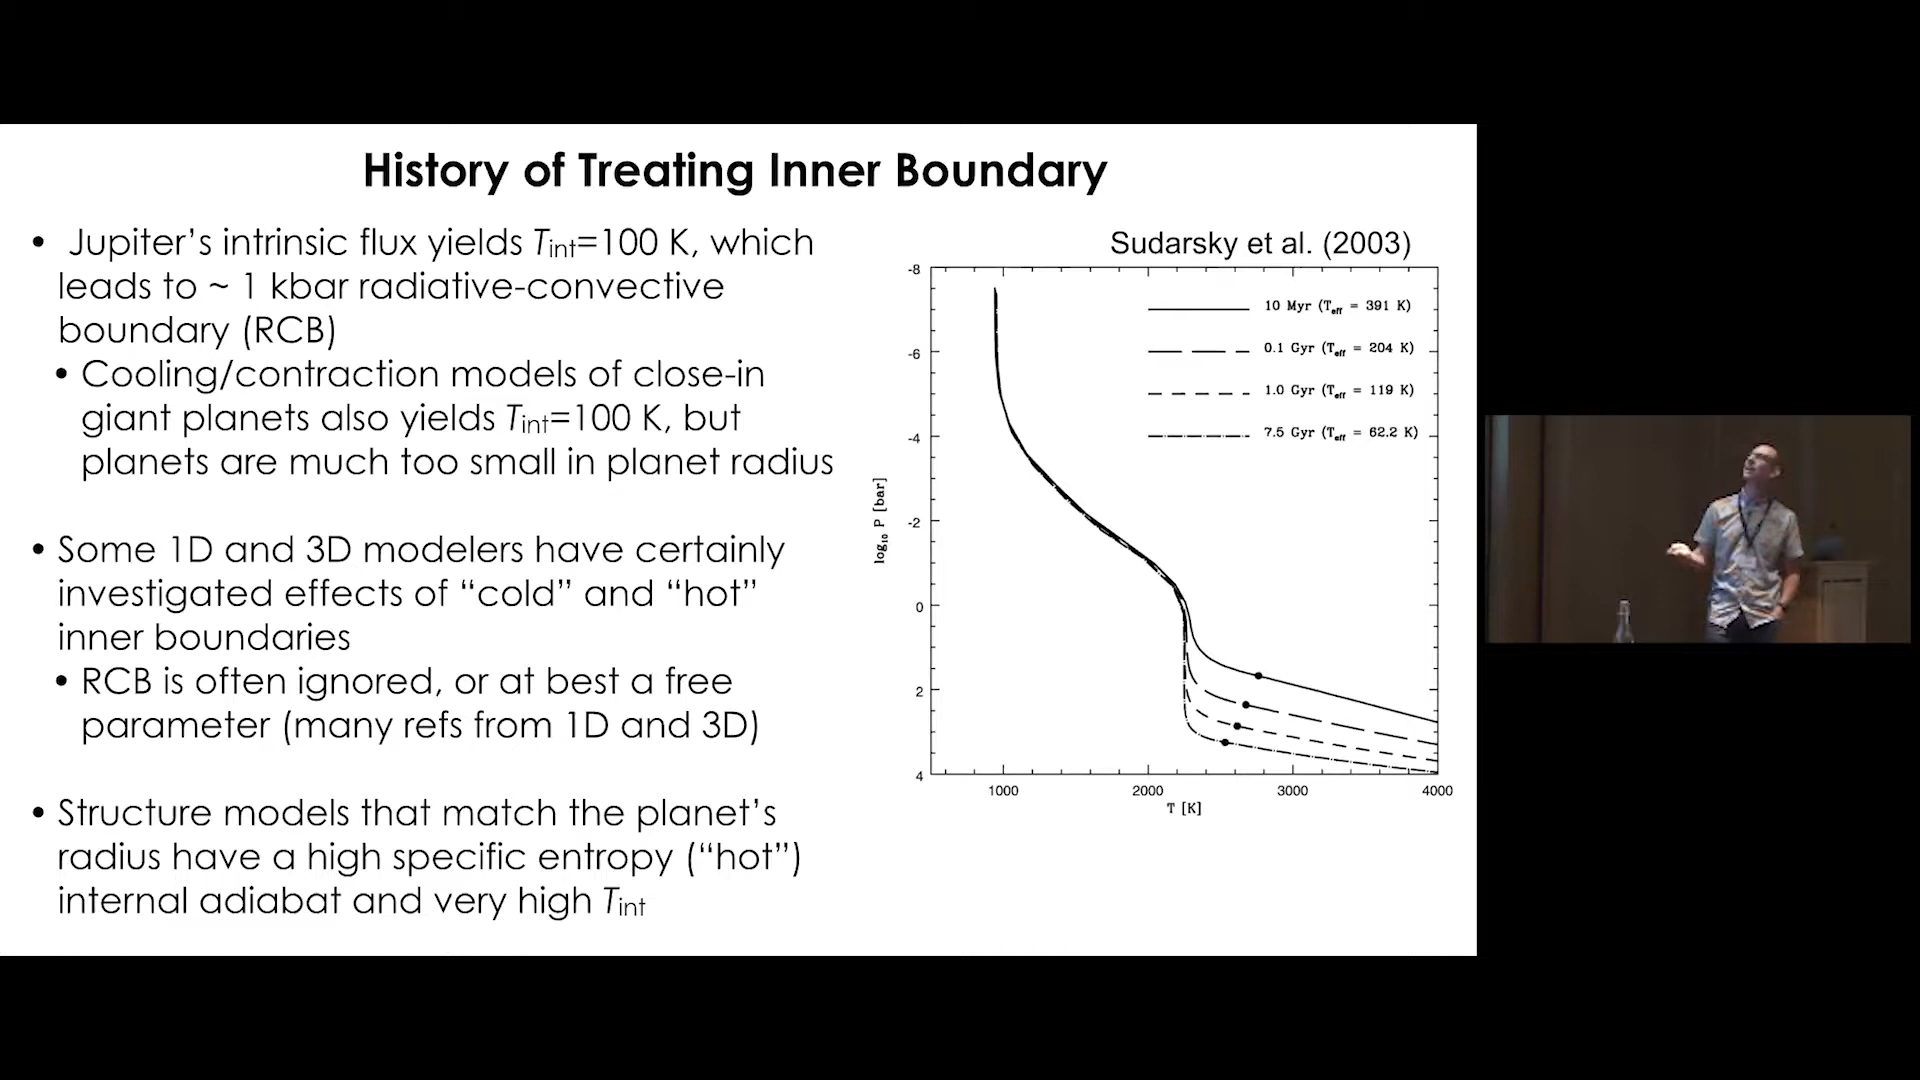 History of Treating Inner Boundary
• Jupiter's intrinsic flux yields Tint=100 K, which
leads to ~ 1 kbar radiative-convective
boundary (RCB)
• Cooling/contraction models of close-in
giant planets also yields Tint=100 K, but
planets are much too small in planet radius
• Some 1D and 3D modelers have certainly
investigated effects of “cold” and “hot”
inner boundaries
• RCB is often ignored, or at best a free
parameter (many refs from 1D and 3D)
• Structure models that match the planet's
radius have a high specific entropy (“hot”)
internal adiabat and very high Tint
Sudarsky et al. (2003)
10 Myr (Teff = 391 K)
0.1 Gyr (Teff = 204 K)
1.0 Gyr (Teff = 119 K)
7.5 Gyr (Teff = 62.2 K)
log10 P [bar]
-8
-6
-4
-2
0
2
4
1000 2000 3000 4000
T [K]